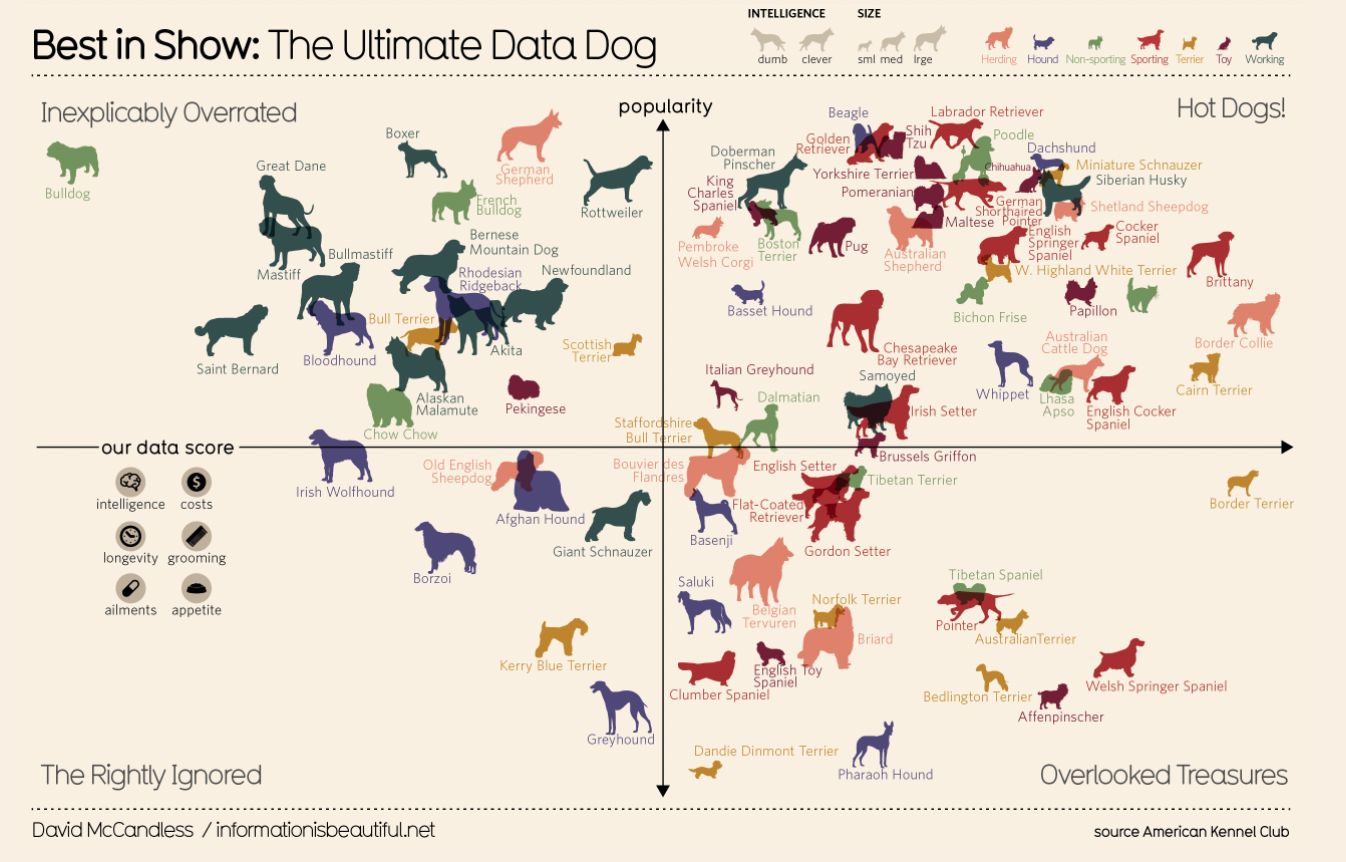 Best in Show: The Ultimate Data Dog
INTELLIGENCE
SIZE
dumb
clever
sml med lrge
Herding
Hound
Non-sporting
Sporting
Terrier
Toy
Working
Inexplicably Overrated
popularity
Hot Dogs!
Bulldog
Great Dane
Boxer
German
Shepherd
French
Bulldog
Rottweiler
Mastiff
Bullmastiff
Bernese
Mountain Dog
Rhodesian
Ridgeback
Newfoundland
Saint Bernard
Bloodhound
Bull Terrier
Akita
Scottish
Terrier
Alaskan
Malamute
Pekingese
Chow Chow
Beagle
Golden
Retriever
Shih
Tzu
Labrador Retriever
Poodle
Dachshund
Doberman
Pinscher
Yorkshire Terrier
Chihuahua
Miniature Schnauzer
Siberian Husky
King
Charles
Spaniel
Pomeranian
German
Shorthaired
Pointer
Shetland Sheepdog
Maltese
Pembroke
Welsh Corgi
Boston
Terrier
Pug
Australian
Shepherd
English
Springer
Spaniel
Cocker
Spaniel
W. Highland White Terrier
Brittany
Basset Hound
Bichon Frise
Papillon
Chesapeake
Bay Retriever
Australian
Cattle Dog
Border Collie
Italian Greyhound
Samoyed
Whippet
Lhasa
Apso
English Cocker
Spaniel
Cairn Terrier
Dalmatian
Irish Setter
Staffordshire
Bull Terrier
Brussels Griffon
our data score
intelligence
costs
longevity
grooming
ailments
appetite
Irish Wolfhound
Old English
Sheepdog
Afghan Hound
Borzoi
Giant Schnauzer
Kerry Blue Terrier
Greyhound
Bouvier des
Flandres
English Setter
Tibetan Terrier
Border Terrier
Flat-Coated
Retriever
Basenji
Gordon Setter
Saluki
Belgian
Tervuren
Norfolk Terrier
Briard
Tibetan Spaniel
Pointer
AustralianTerrier
Clumber Spaniel
English Toy
Spaniel
Bedlington Terrier
Welsh Springer Spaniel
Affenpinscher
Dandie Dinmont Terrier
Pharaoh Hound
The Rightly Ignored
Overlooked Treasures
David McCandless / informationisbeautiful.net
source American Kennel Club